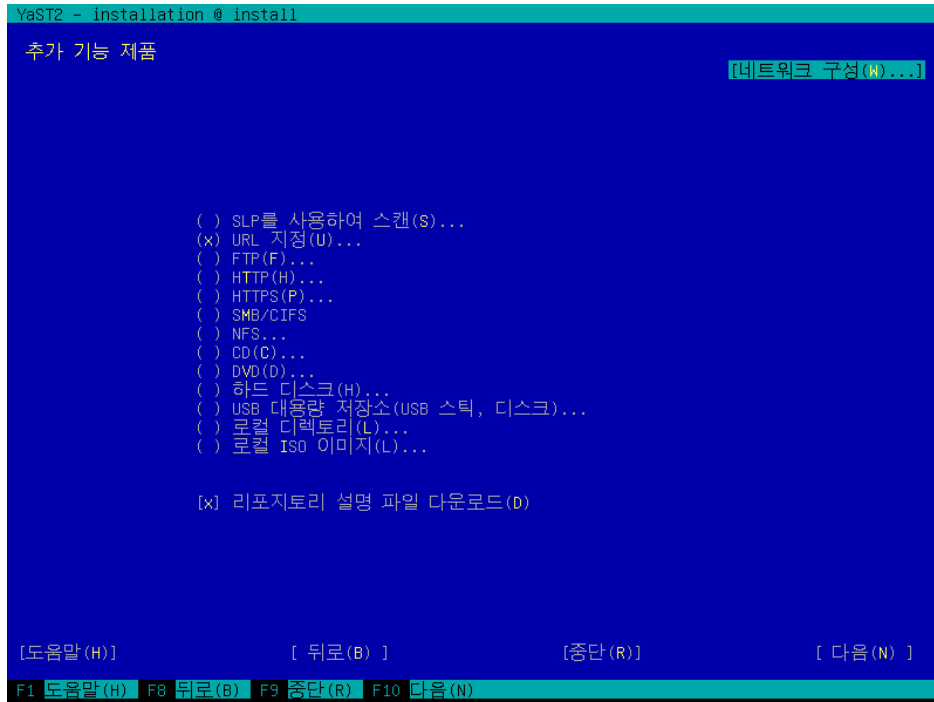 YaST2 - installation @ install
추가 기능 제품
[네트워크 구성(W)...]
( ) SLP를 사용하여 스캔(S)...
(x) URL 지정(U)...
( ) FTP(F)...
( ) HTTP(H)...
( ) HTTPS(P)...
( ) SMB/CIFS
( ) NFS...
( ) CD(C)...
( ) DVD(D)...
( ) 하드 디스크(H)...
( ) USB 대용량 저장소(USB 스틱, 디스크)...
( ) 로컬 디렉토리(L)...
( ) 로컬 ISO 이미지(L)...
[x] 리포지토리 설명 파일 다운로드(D)
[도움말(H)] [ 뒤로(B) ] [중단(R)] [ 다음(N) ]
F1 도움말(H) F8 뒤로(B) F9 중단(R) F10 다음(N)